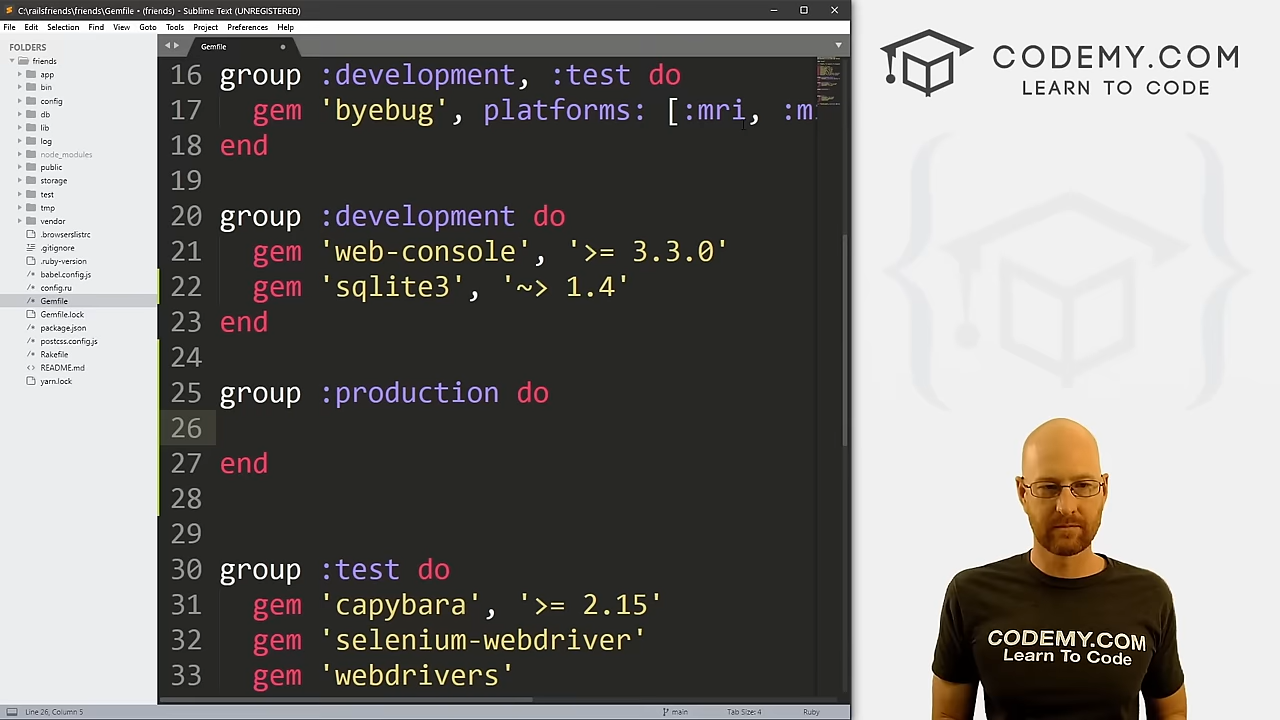 C:\railsfriends\friends\Gemfile • (friends) - Sublime Text (UNREGISTERED)
File Edit Selection Find View Goto Tools Project Preferences Help
FOLDERS
friends
app
bin
config
db
lib
log
node_modules
public
storage
test
tmp
vendor
.browserslistrc
.gitignore
.ruby-version
babel.config.js
config.ru
Gemfile
Gemfile.lock
package.json
postcss.config.js
Rakefile
README.md
yarn.lock
Gemfile
16 group :development, :test do
17 gem 'byebug', platforms: [:mri, :m
18 end
19
20 group :development do
21 gem 'web-console', '>= 3.3.0'
22 gem 'sqlite3', '~> 1.4'
23 end
24
25 group :production do
26
27 end
28
29
30 group :test do
31 gem 'capybara', '>= 2.15'
32 gem 'selenium-webdriver'
33 gem 'webdrivers'
Line 26, Column 5
main
Tab Size: 4
Ruby
CODEMY.COM
LEARN TO CODE
CODEMY.COM
Learn To Code